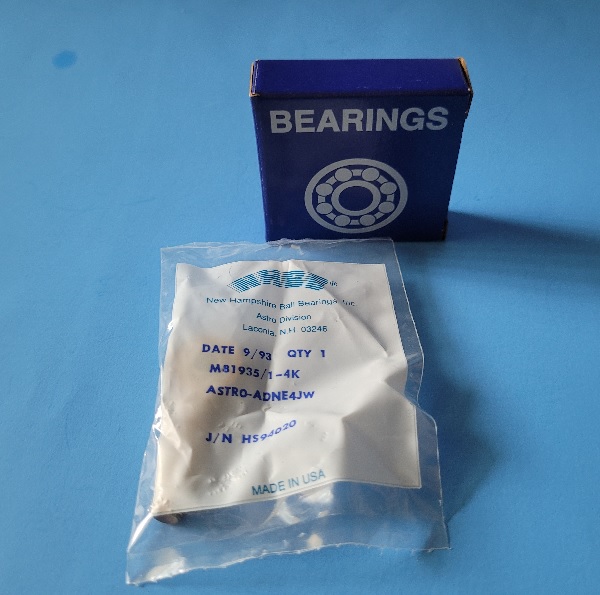 BEARINGS
New Hampshire Ball Bearings, Inc.
Astro Division
Laconia, N.H. 03246
DATE 9/93 QTY 1
M81935/1-4K
ASTRO-ADNE4JW
J/N HS94020
MADE IN USA